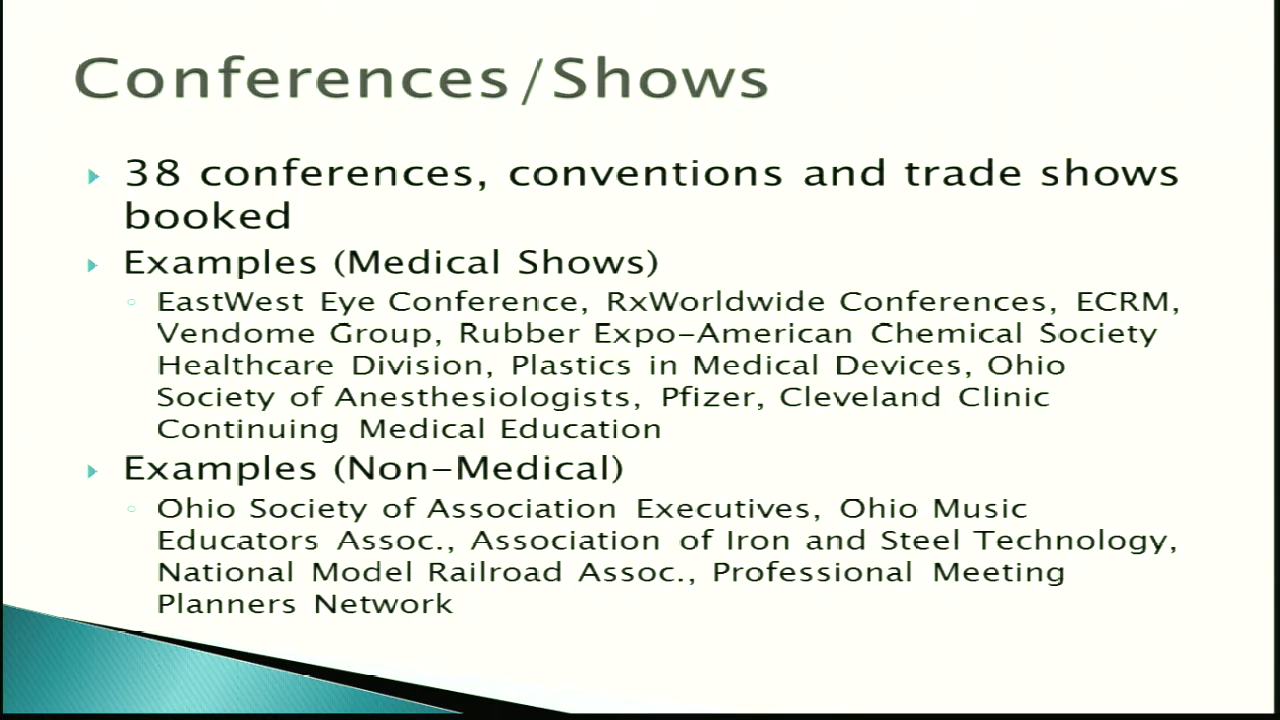 Conferences/Shows
38 conferences, conventions and trade shows
booked
Examples (Medical Shows)
EastWest Eye Conference, RxWorldwide Conferences, ECRM,
Vendome Group, Rubber Expo-American Chemical Society
Healthcare Division, Plastics in Medical Devices, Ohio
Society of Anesthesiologists, Pfizer, Cleveland Clinic
Continuing Medical Education
Examples (Non-Medical)
Ohio Society of Association Executives, Ohio Music
Educators Assoc., Association of Iron and Steel Technology,
National Model Railroad Assoc., Professional Meeting
Planners Network